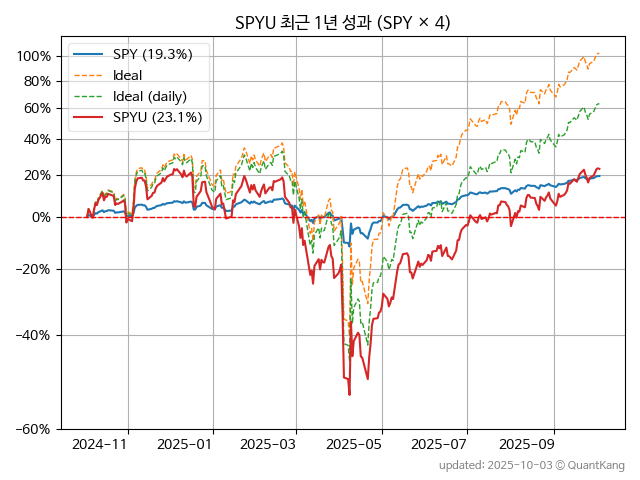 SPYU 최근 1년 성과 (SPY × 4)
SPY (19.3%)
Ideal
Ideal (daily)
SPYU (23.1%)
100%
80%
60%
40%
20%
0%
−20%
−40%
−60%
2024-11 2025-01 2025-03 2025-05 2025-07 2025-09
updated: 2025-10-03 © QuantKang